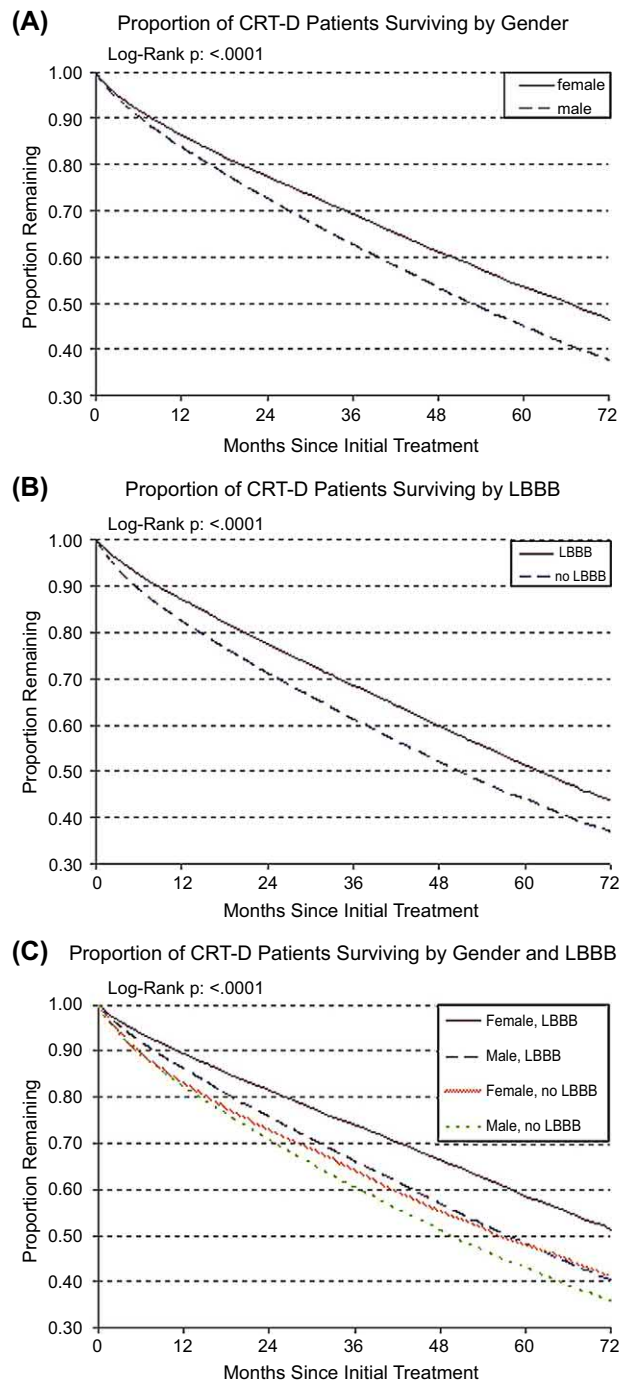 (A) Proportion of CRT-D Patients Surviving by Gender
Log-Rank p: <.0001
1.00
0.90
0.80
0.70
0.60
0.50
0.40
0.30
Proportion Remaining
female
male
0 12 24 36 48 60 72
Months Since Initial Treatment
(B) Proportion of CRT-D Patients Surviving by LBBB
Log-Rank p: <.0001
1.00
0.90
0.80
0.70
0.60
0.50
0.40
0.30
Proportion Remaining
LBBB
no LBBB
0 12 24 36 48 60 72
Months Since Initial Treatment
(C) Proportion of CRT-D Patients Surviving by Gender and LBBB
Log-Rank p: <.0001
1.00
0.90
0.80
0.70
0.60
0.50
0.40
0.30
Proportion Remaining
Female, LBBB
Male, LBBB
Female, no LBBB
Male, no LBBB
0 12 24 36 48 60 72
Months Since Initial Treatment